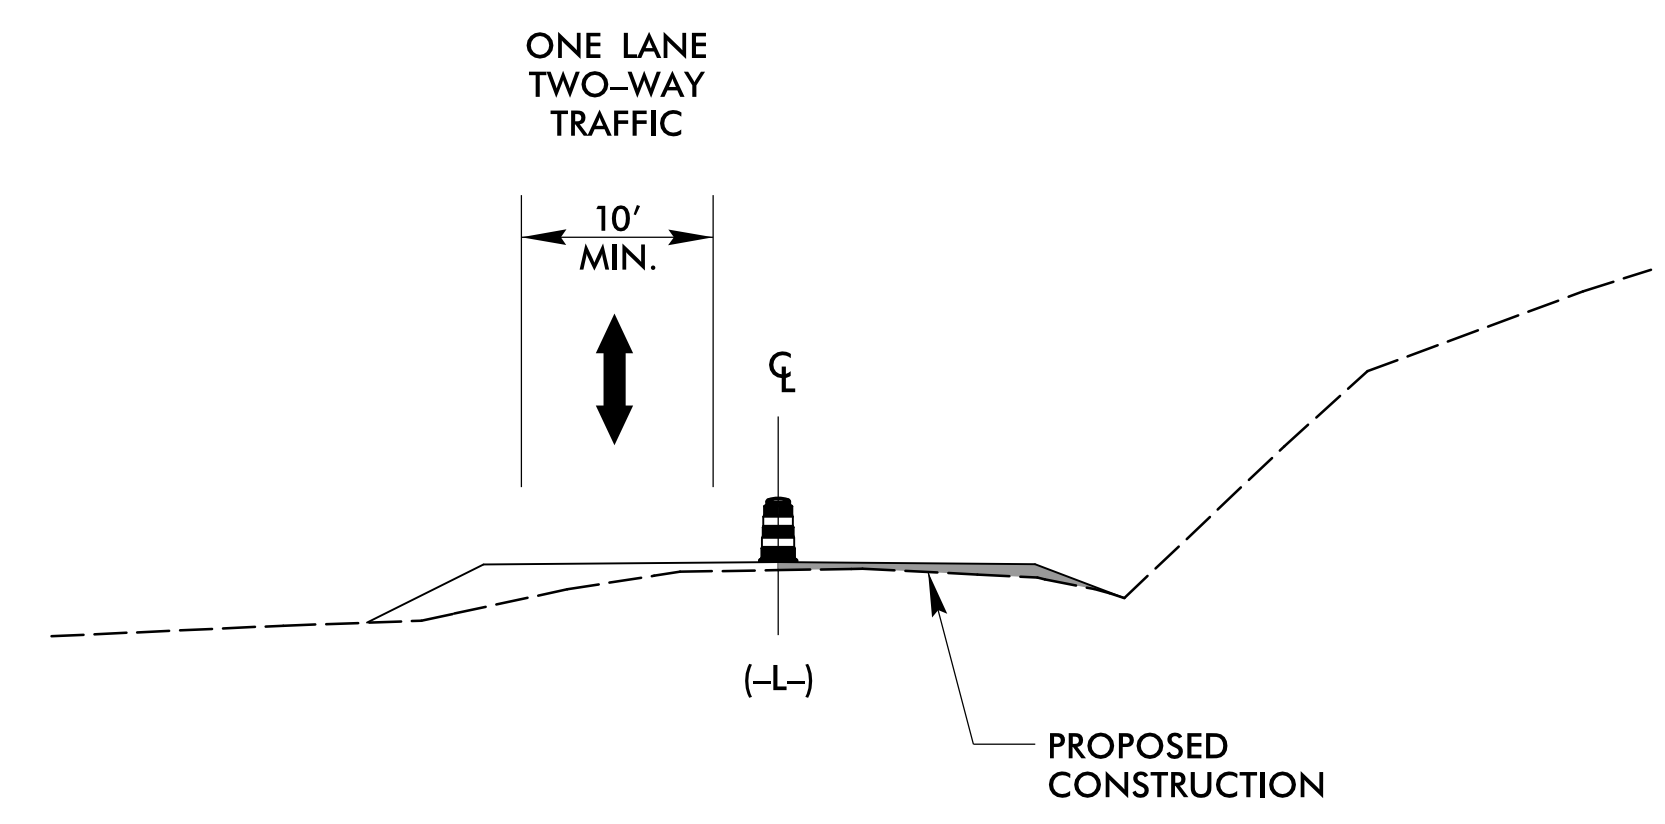 ONE LANE
TWO–WAY
TRAFFIC
10'
MIN.
℄
(–L–)
PROPOSED
CONSTRUCTION